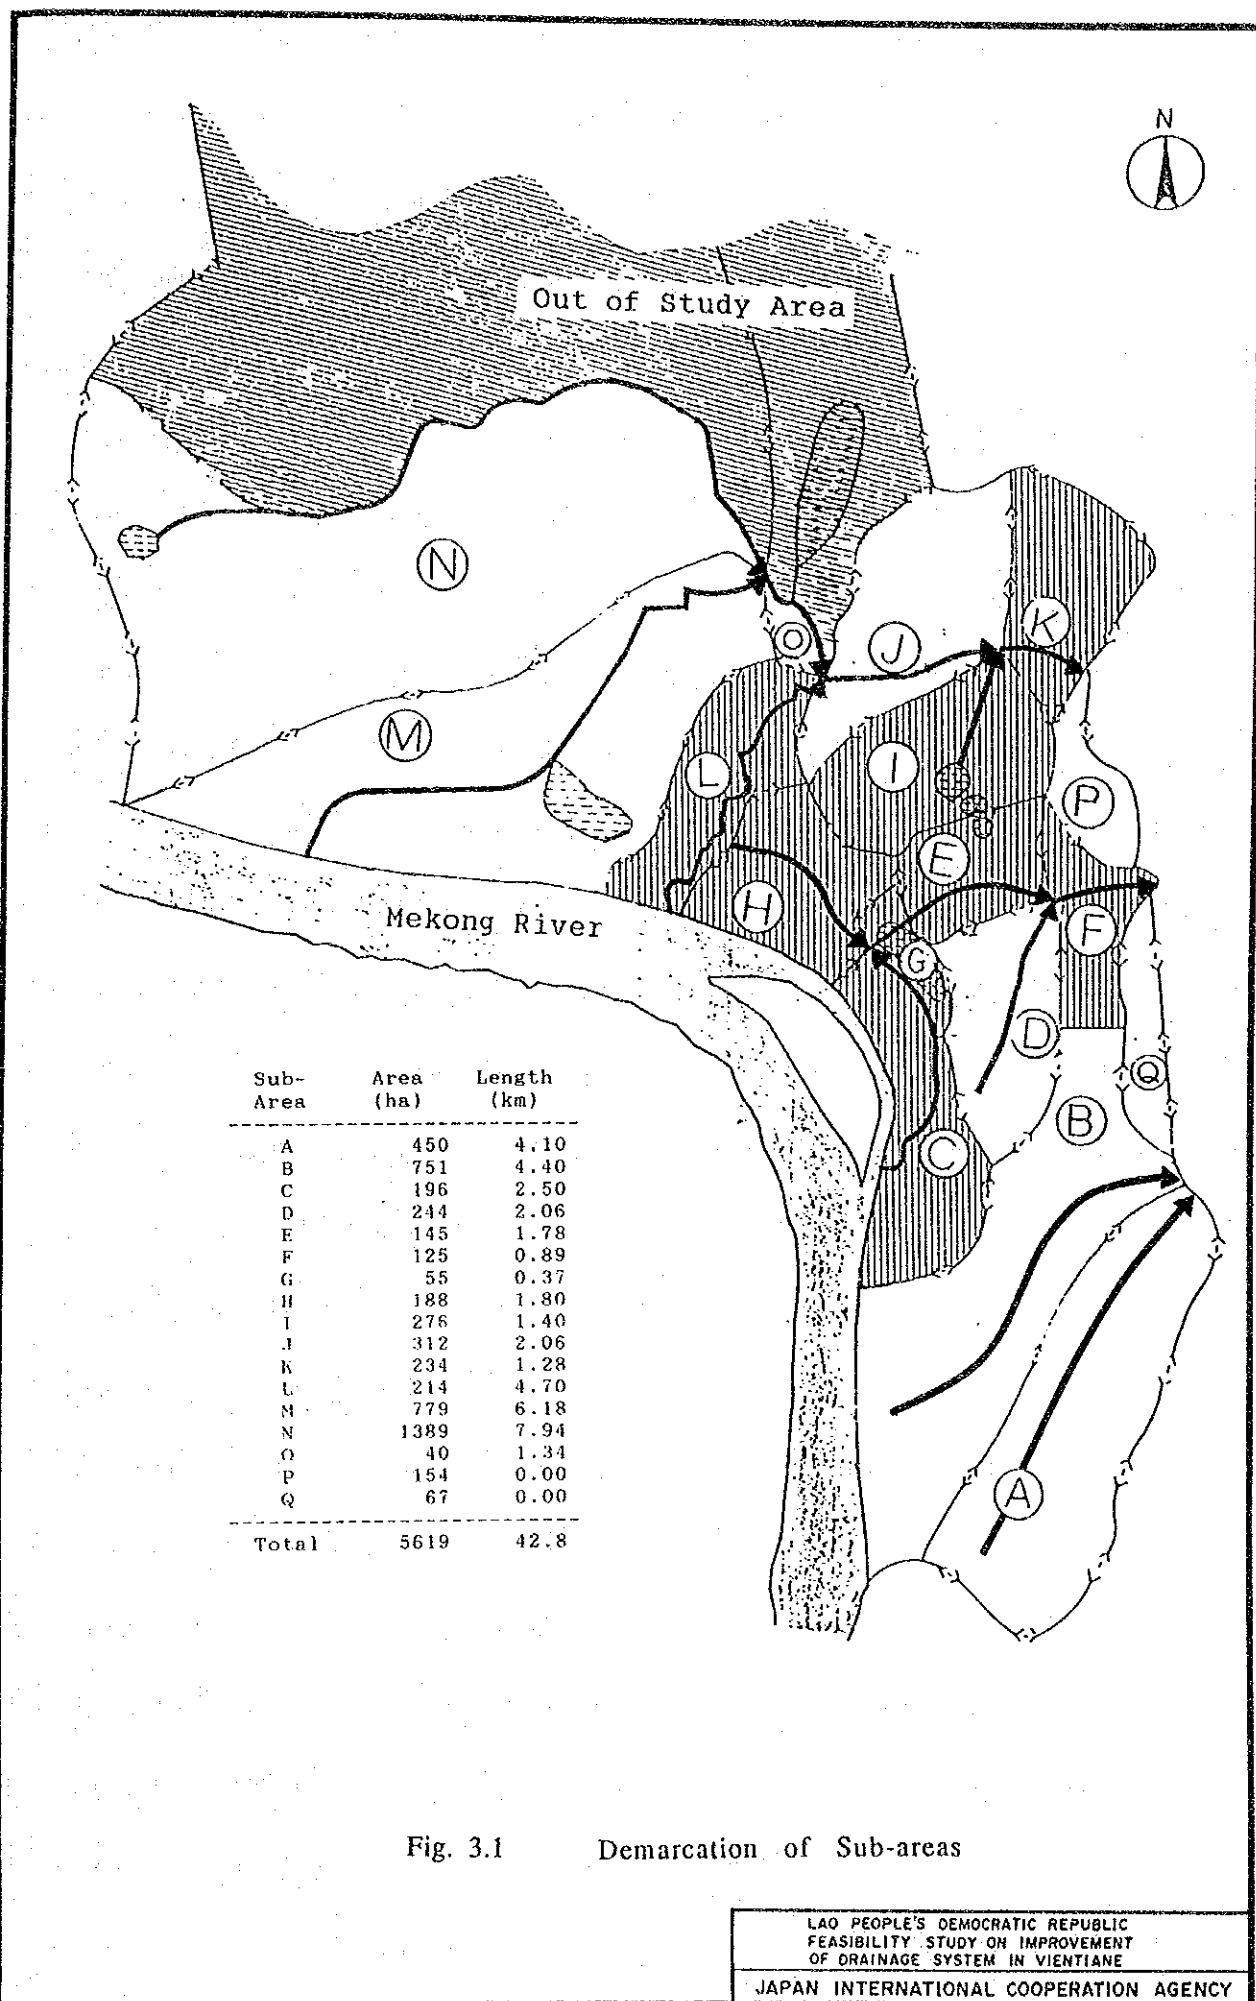 N
Out of Study Area
N
O
J
K
M
L
I
P
E
H
Mekong River
F
G
D
Q
B
C
A
Sub-Area Area (ha) Length (km)
A 450 4.10
B 751 4.40
C 196 2.50
D 244 2.06
E 145 1.78
F 125 0.89
G 55 0.37
H 188 1.80
I 276 1.40
J 312 2.06
K 234 1.28
L 214 4.70
M 779 6.18
N 1389 7.94
O 40 1.34
P 154 0.00
Q 67 0.00
Total 5619 42.8
Fig. 3.1 Demarcation of Sub-areas
LAO PEOPLE'S DEMOCRATIC REPUBLIC
FEASIBILITY STUDY ON IMPROVEMENT
OF DRAINAGE SYSTEM IN VIENTIANE
JAPAN INTERNATIONAL COOPERATION AGENCY